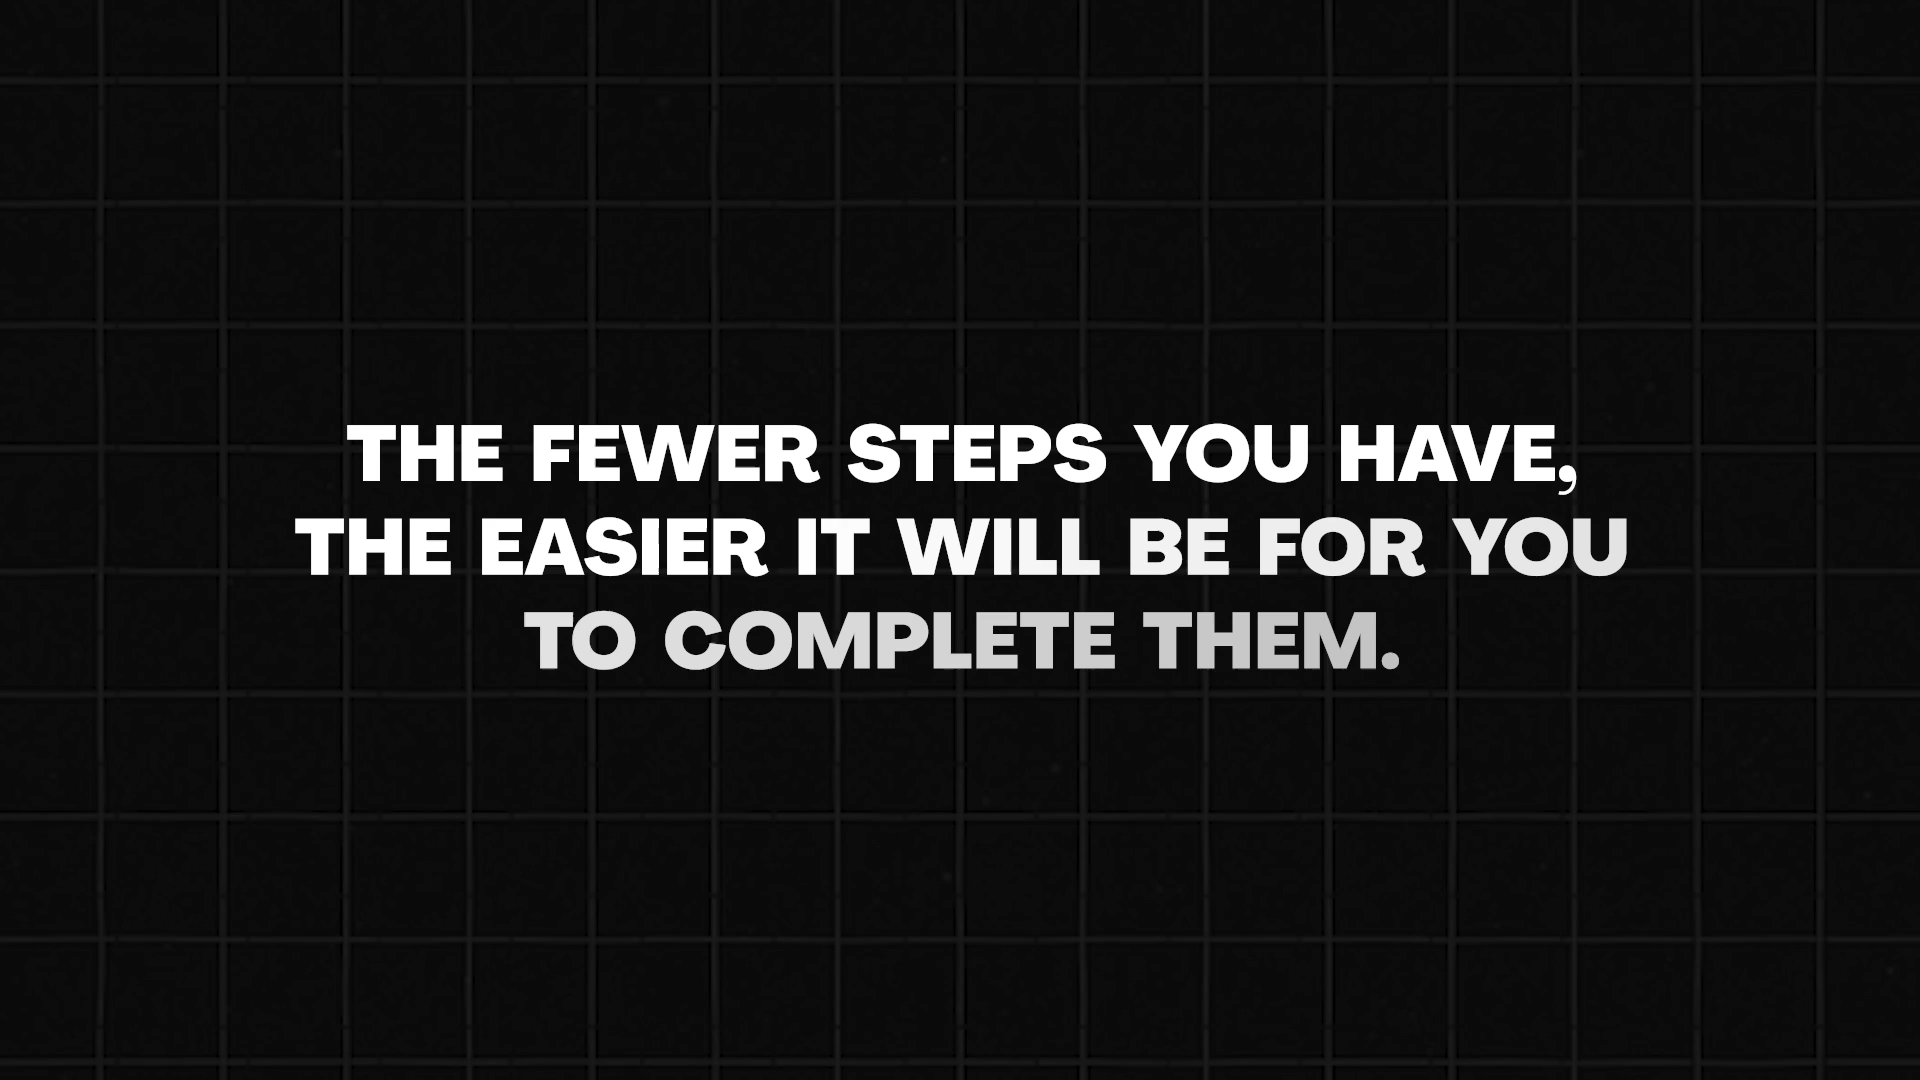 THE FEWER STEPS YOU HAVE,
THE EASIER IT WILL BE FOR YOU
TO COMPLETE THEM.